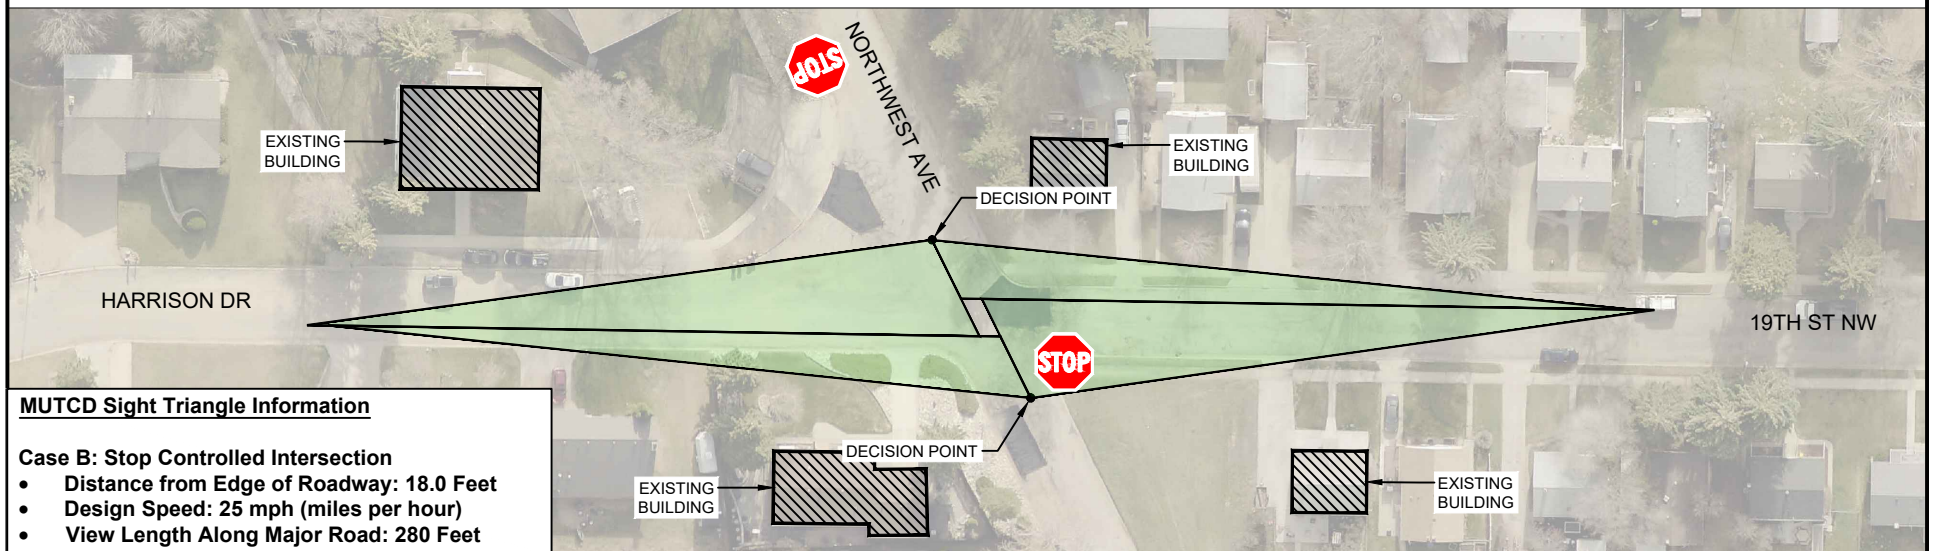 STOP
NORTHWEST AVE
EXISTING
BUILDING
EXISTING
BUILDING
DECISION POINT
HARRISON DR
19TH ST NW
STOP
MUTCD Sight Triangle Information
Case B: Stop Controlled Intersection
• Distance from Edge of Roadway: 18.0 Feet
• Design Speed: 25 mph (miles per hour)
• View Length Along Major Road: 280 Feet
DECISION POINT
EXISTING
BUILDING
EXISTING
BUILDING